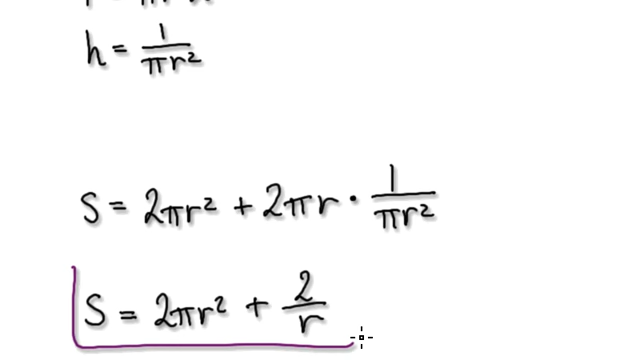 h = 1/πr²
S = 2πr² + 2πr · 1/πr²
S = 2πr² + 2/r